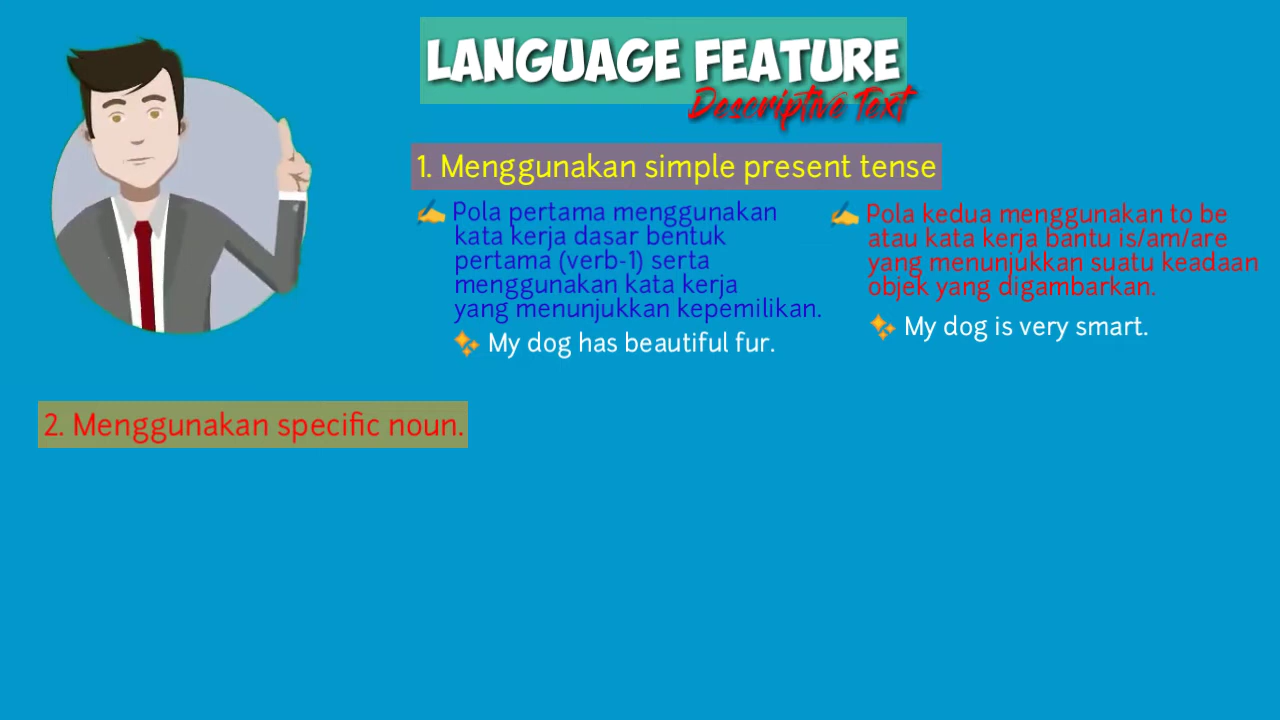 LANGUAGE FEATURE
Descriptive Text
1. Menggunakan simple present tense
✍ Pola pertama menggunakan
kata kerja dasar bentuk
pertama (verb-1) serta
menggunakan kata kerja
yang menunjukkan kepemilikan.
✨ My dog has beautiful fur.
✍ Pola kedua menggunakan to be
atau kata kerja bantu is/am/are
yang menunjukkan suatu keadaan
objek yang digambarkan.
✨ My dog is very smart.
2. Menggunakan specific noun.